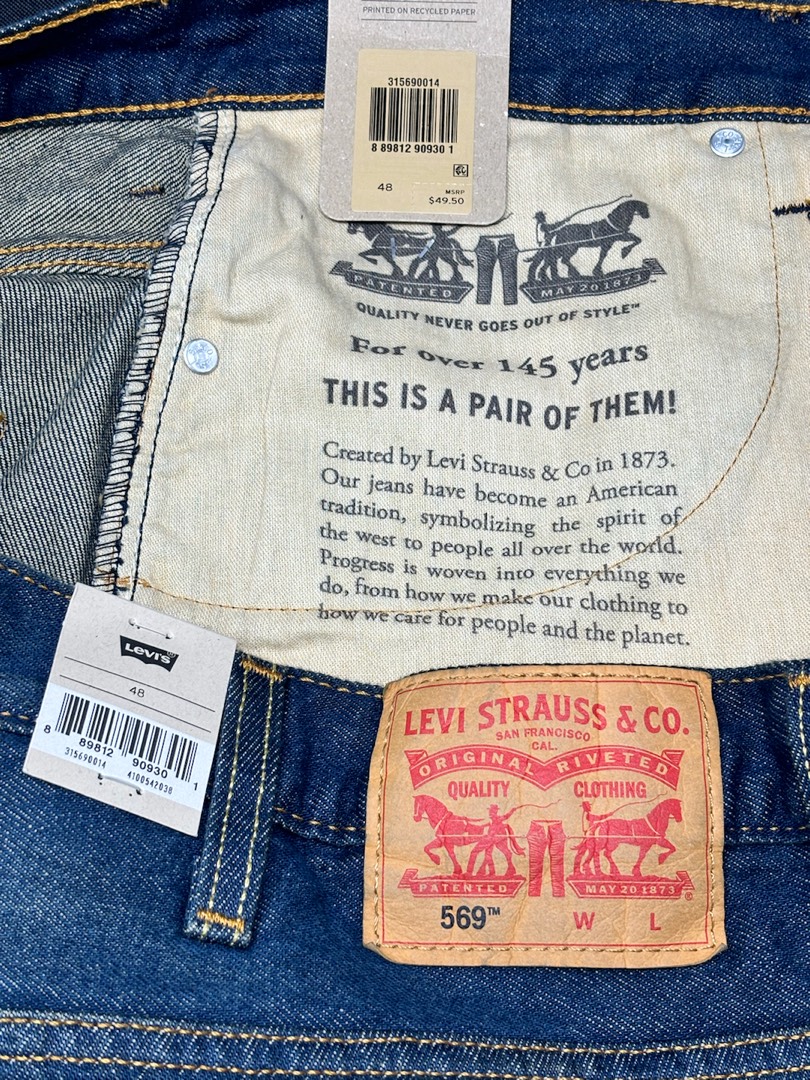 PRINTED ON RECYCLED PAPER
315690014
8 89812 90930 1
48
MSRP
$49.50
PATENTED
MAY 20 1873
QUALITY NEVER GOES OUT OF STYLE™
For over 145 years
THIS IS A PAIR OF THEM!
Created by Levi Strauss & Co in 1873.
Our jeans have become an American
tradition, symbolizing the spirit of
the west to people all over the world.
Progress is woven into everything we
do, from how we make our clothing to
how we care for people and the planet.
Levi's®
48
8 89812 90930 1
315690014 4100542038
LEVI STRAUSS & CO.
SAN FRANCISCO
CAL.
ORIGINAL RIVETED
QUALITY CLOTHING
PATENTED MAY 20 1873 ®
569™ W L